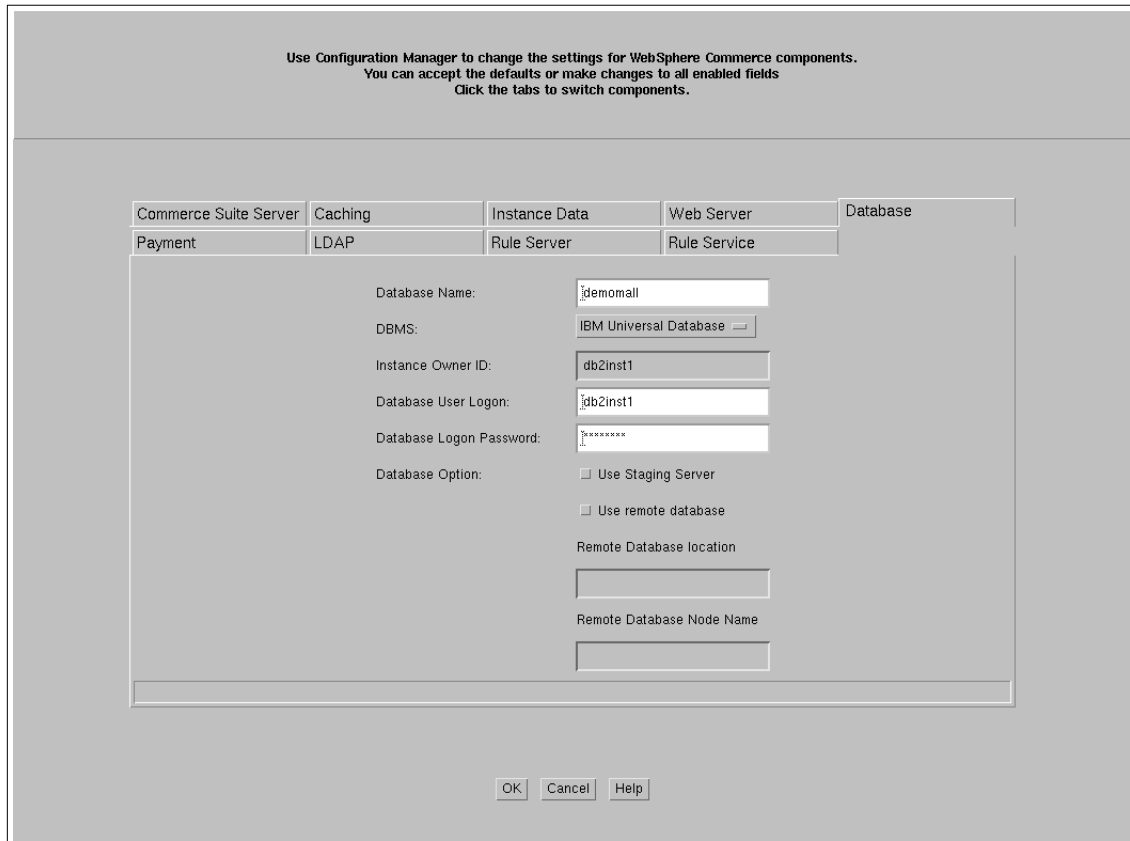 Use Configuration Manager to change the settings for WebSphere Commerce components.
You can accept the defaults or make changes to all enabled fields
Click the tabs to switch components.
Commerce Suite Server Caching Instance Data Web Server Database
Payment LDAP Rule Server Rule Service
Database Name: demomall
DBMS: IBM Universal Database
Instance Owner ID: db2inst1
Database User Logon: db2inst1
Database Logon Password: ********
Database Option: Use Staging Server
Use remote database
Remote Database location
Remote Database Node Name
OK Cancel Help